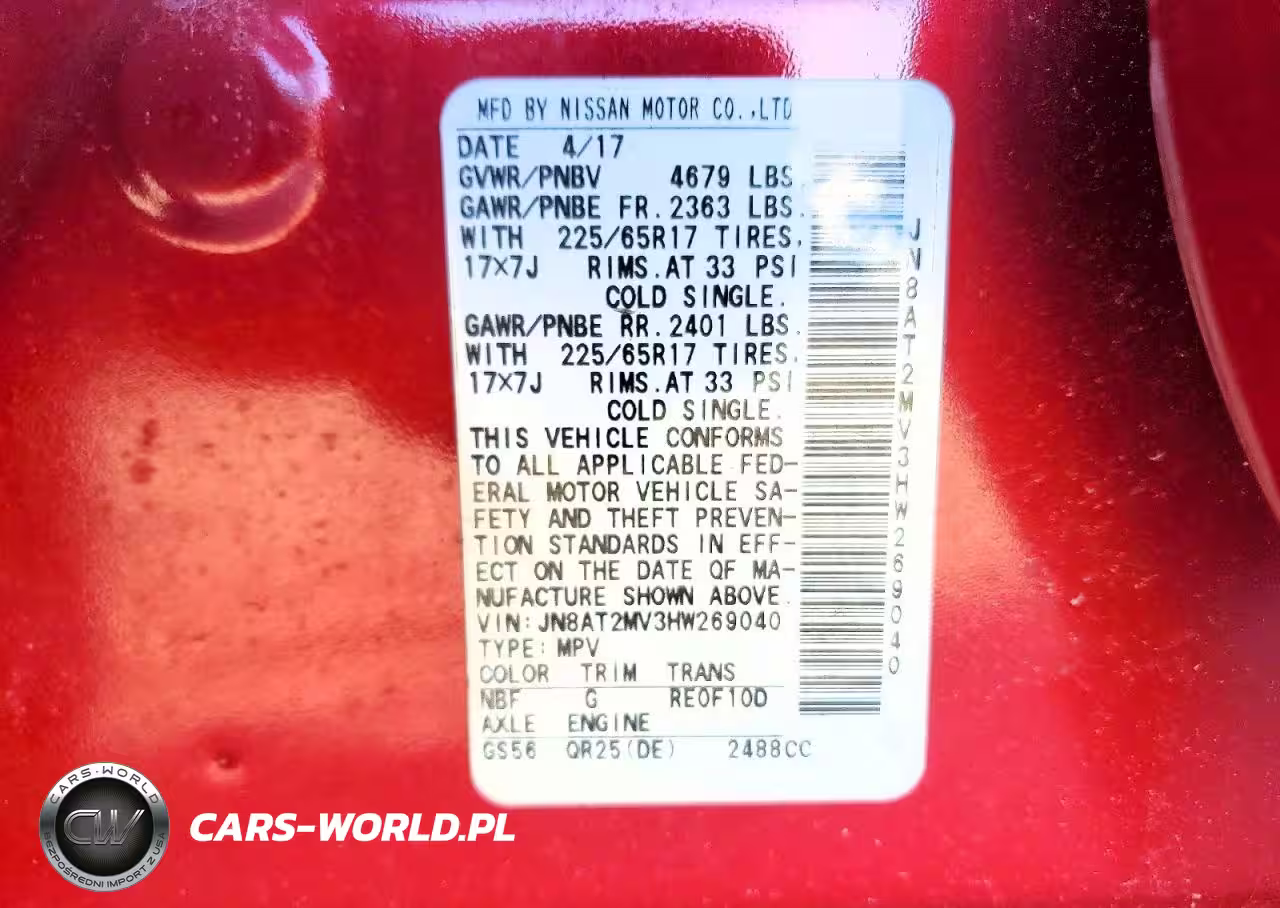 MFD BY NISSAN MOTOR CO.,LTD
DATE 4/17
GVWR/PNBV 4679 LBS
GAWR/PNBE FR. 2363 LBS.
WITH 225/65R17 TIRES,
17×7J RIMS. AT 33 PSI
COLD SINGLE.
GAWR/PNBE RR. 2401 LBS.
WITH 225/65R17 TIRES,
17×7J RIMS. AT 33 PSI
COLD SINGLE.
THIS VEHICLE CONFORMS
TO ALL APPLICABLE FED-
ERAL MOTOR VEHICLE SA-
FETY AND THEFT PREVEN-
TION STANDARDS IN EFF-
ECT ON THE DATE OF MA-
NUFACTURE SHOWN ABOVE.
VIN: JN8AT2MV3HW269040
TYPE: MPV
COLOR TRIM TRANS
NBF G RE0F10D
AXLE ENGINE
GS56 QR25(DE) 2488CC
JN8AT2MV3HW269040
CARS-WORLD
CW
BEZPOŚREDNI IMPORT Z USA
CARS-WORLD.PL